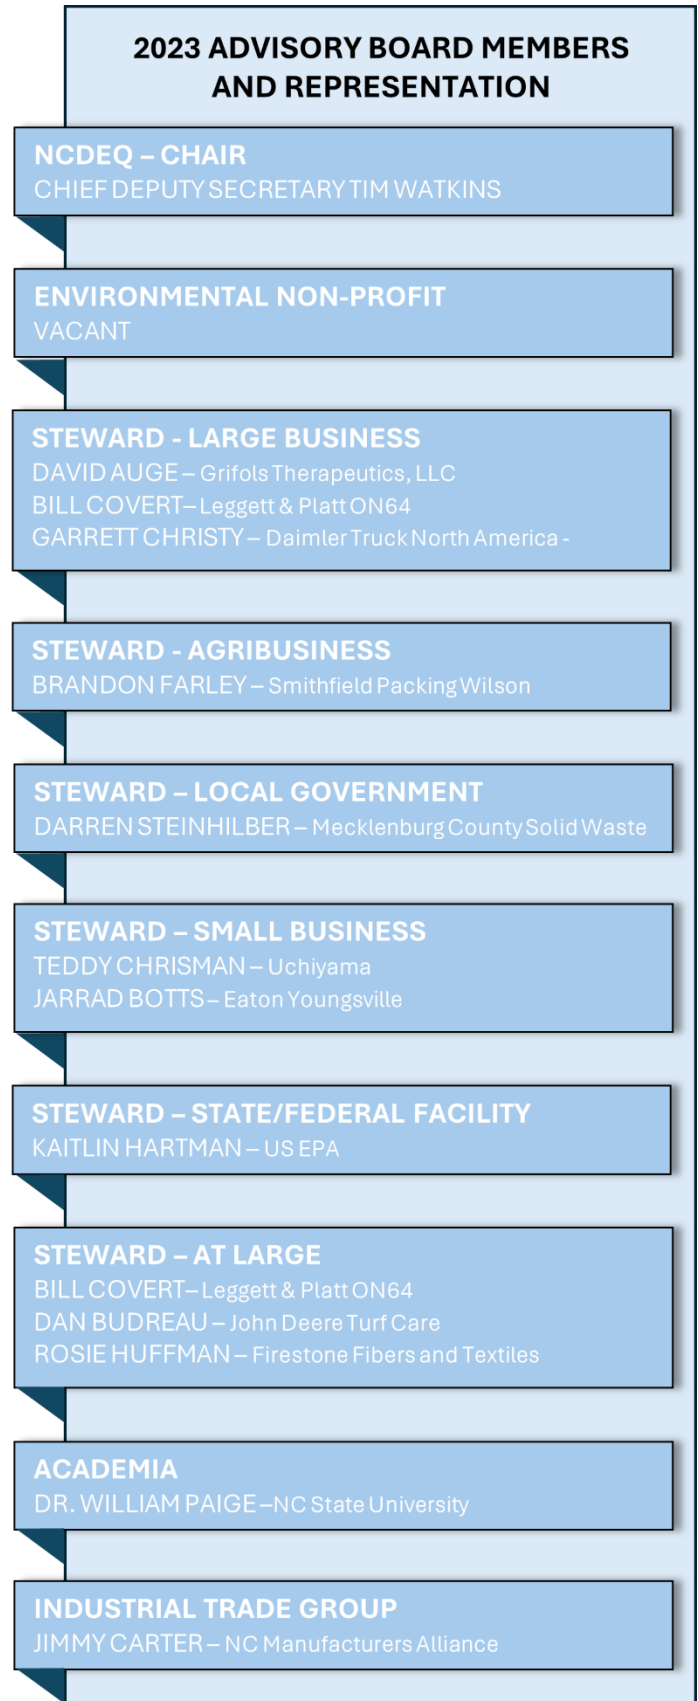 2023 ADVISORY BOARD MEMBERS
AND REPRESENTATION
NCDEQ – CHAIR
CHIEF DEPUTY SECRETARY TIM WATKINS
ENVIRONMENTAL NON-PROFIT
VACANT
STEWARD - LARGE BUSINESS
DAVID AUGE – Grifols Therapeutics, LLC
BILL COVERT– Leggett & Platt ON64
GARRETT CHRISTY – Daimler Truck North America -
STEWARD - AGRIBUSINESS
BRANDON FARLEY – Smithfield Packing Wilson
STEWARD – LOCAL GOVERNMENT
DARREN STEINHILBER – Mecklenburg County Solid Waste
STEWARD – SMALL BUSINESS
TEDDY CHRISMAN – Uchiyama
JARRAD BOTTS – Eaton Youngsville
STEWARD – STATE/FEDERAL FACILITY
KAITLIN HARTMAN – US EPA
STEWARD – AT LARGE
BILL COVERT– Leggett & Platt ON64
DAN BUDREAU – John Deere Turf Care
ROSIE HUFFMAN – Firestone Fibers and Textiles
ACADEMIA
DR. WILLIAM PAIGE –NC State University
INDUSTRIAL TRADE GROUP
JIMMY CARTER – NC Manufacturers Alliance